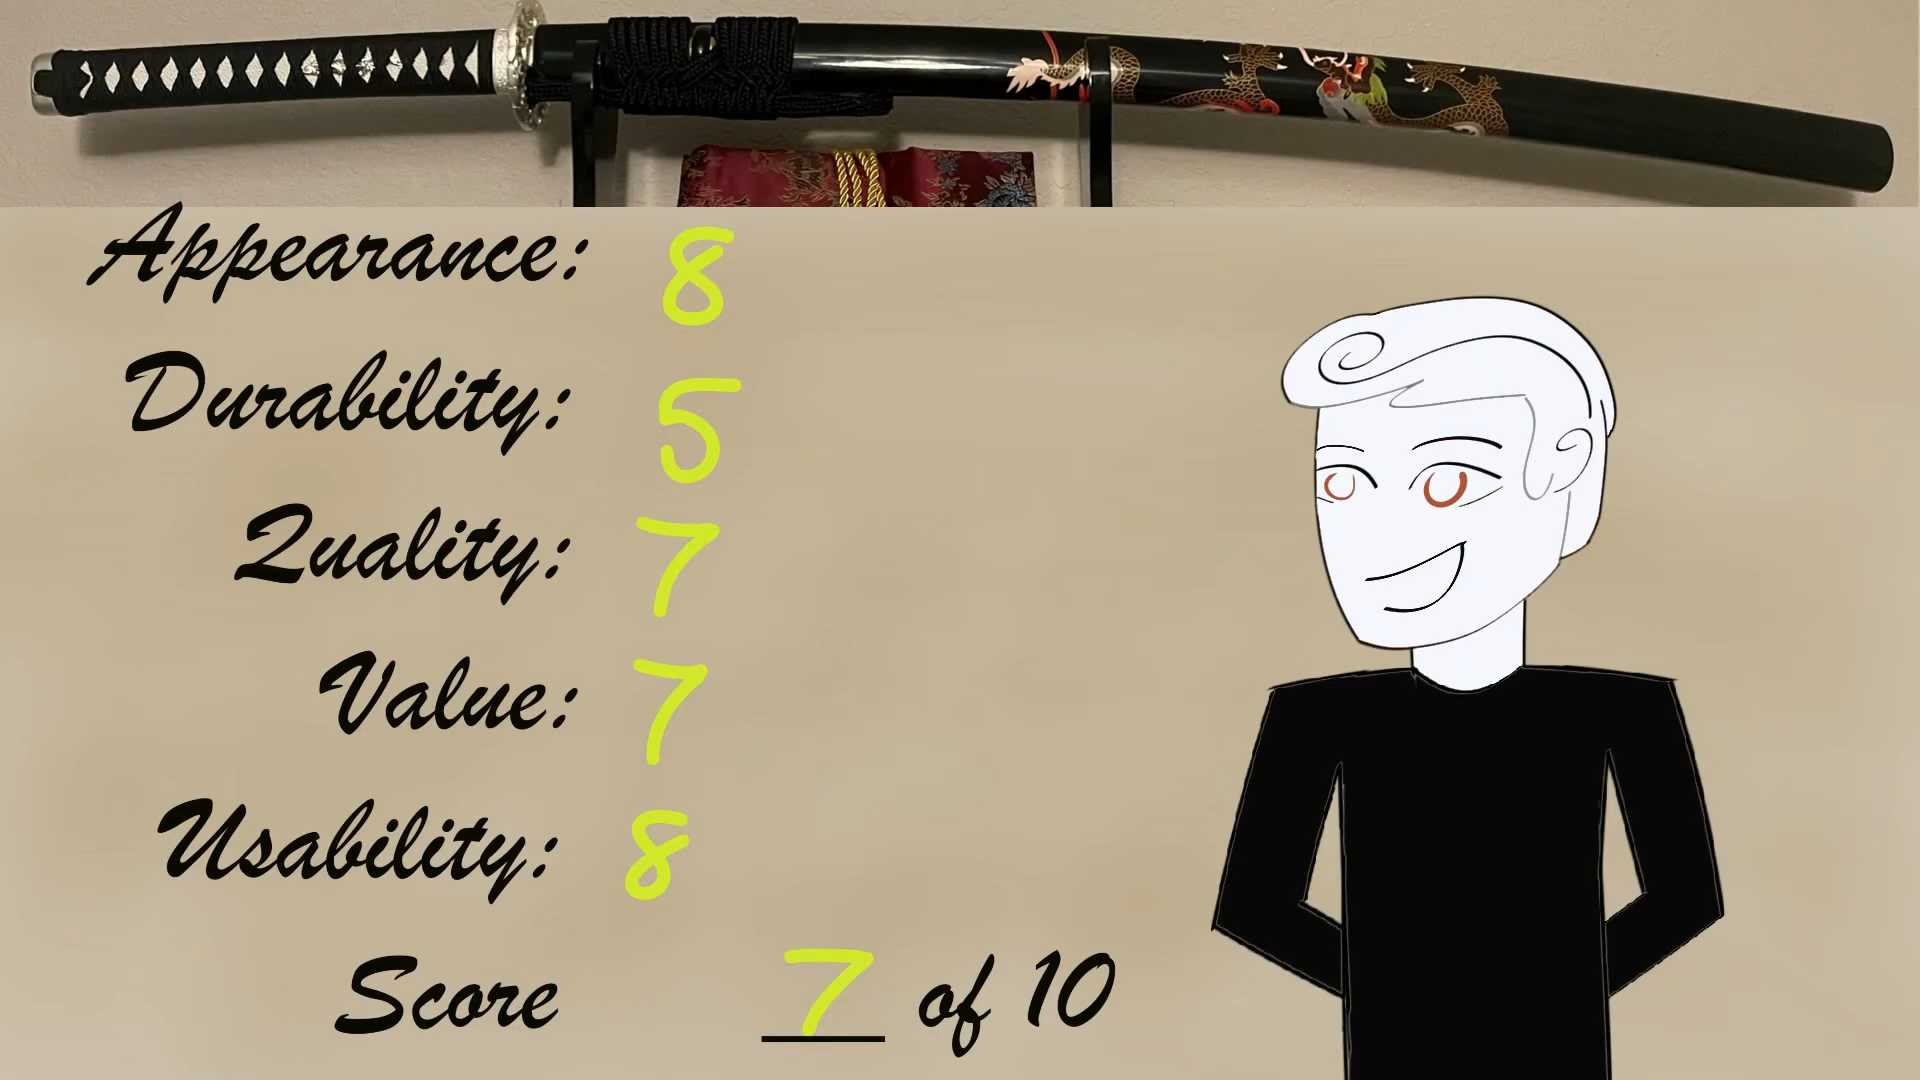 Appearance: 8
Durability: 5
Quality: 7
Value: 7
Usability: 8
Score 7 of 10